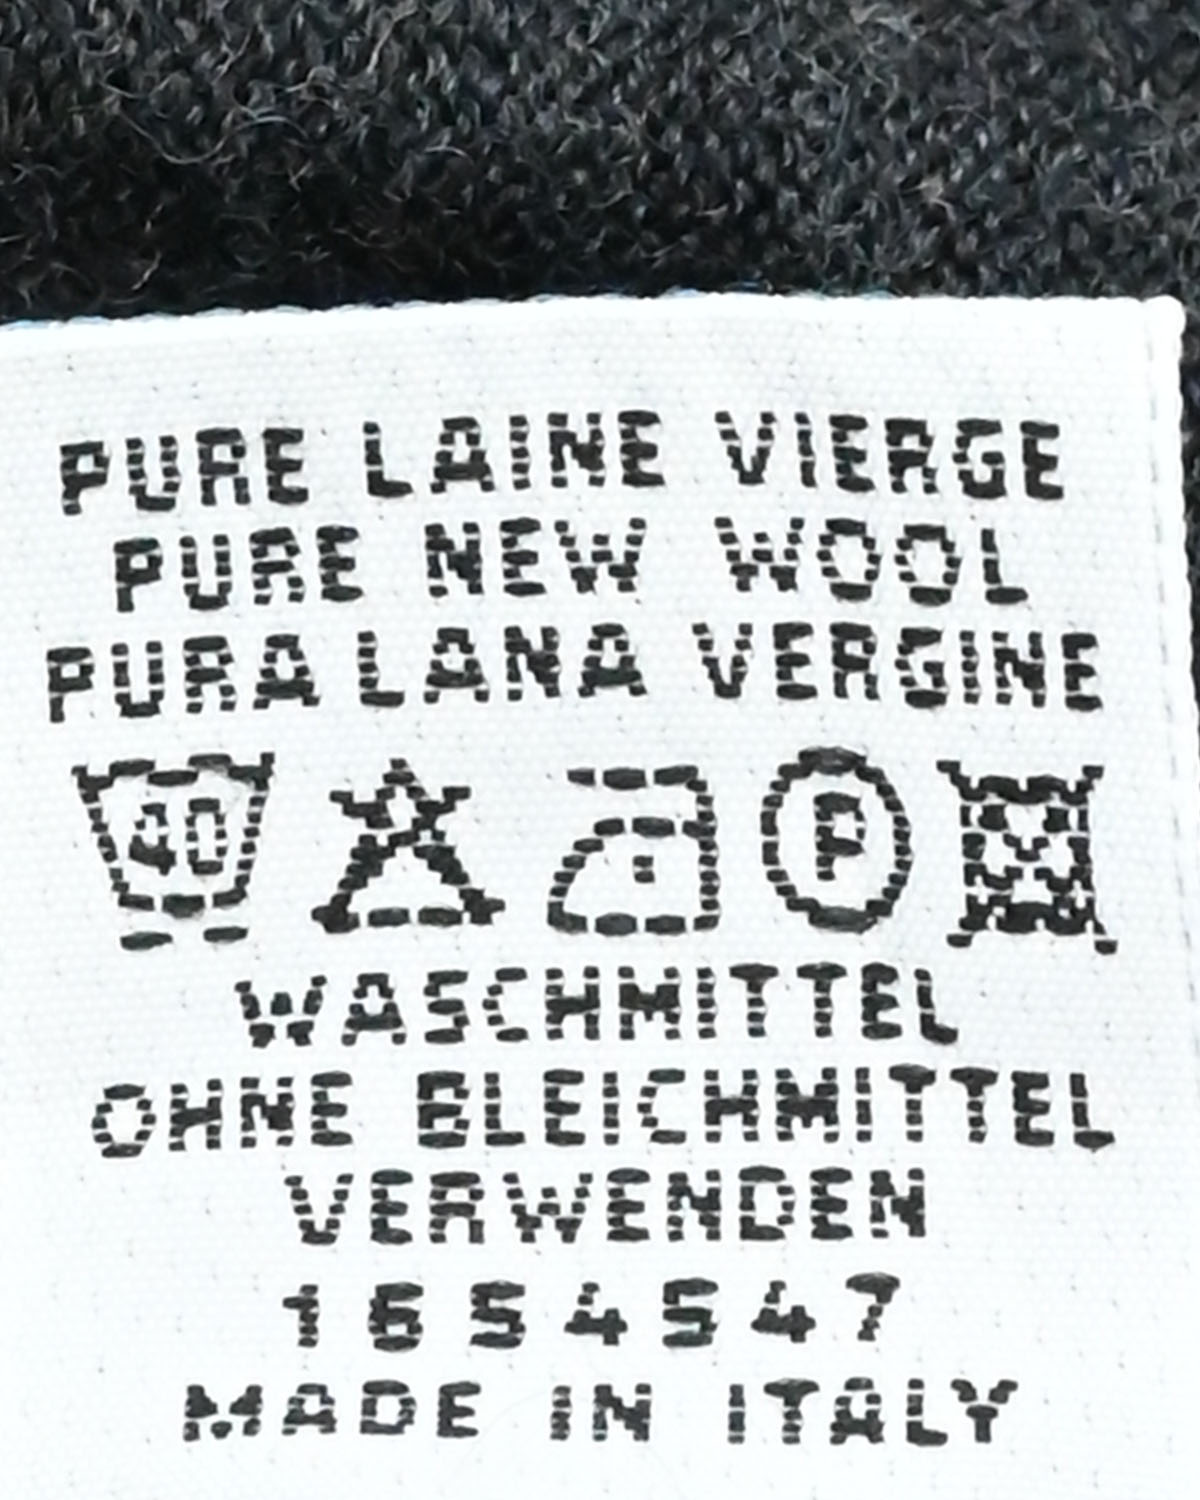 PURE LAINE VIERGE
PURE NEW WOOL
PURA LANA VERGINE
40 P
WASCHMITTEL
OHNE BLEICHMITTEL
VERWENDEN
1654547
MADE IN ITALY